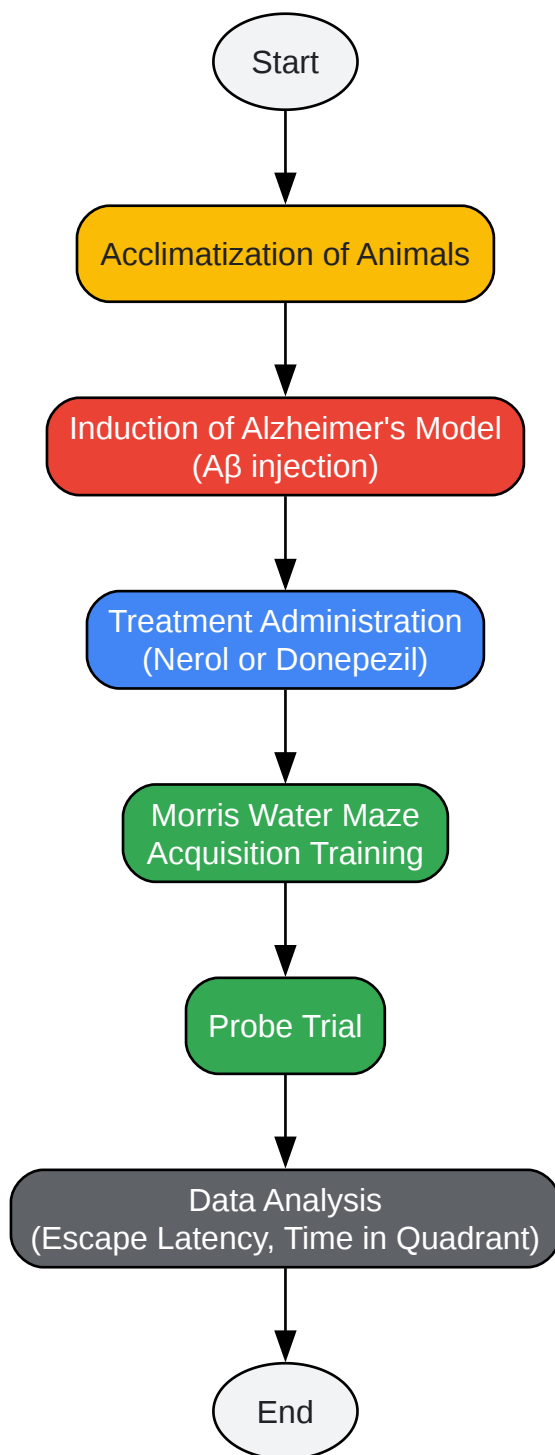 Start
Acclimatization of Animals
Induction of Alzheimer's Model
(Aβ injection)
Treatment Administration
(Nerol or Donepezil)
Morris Water Maze
Acquisition Training
Probe Trial
Data Analysis
(Escape Latency, Time in Quadrant)
End